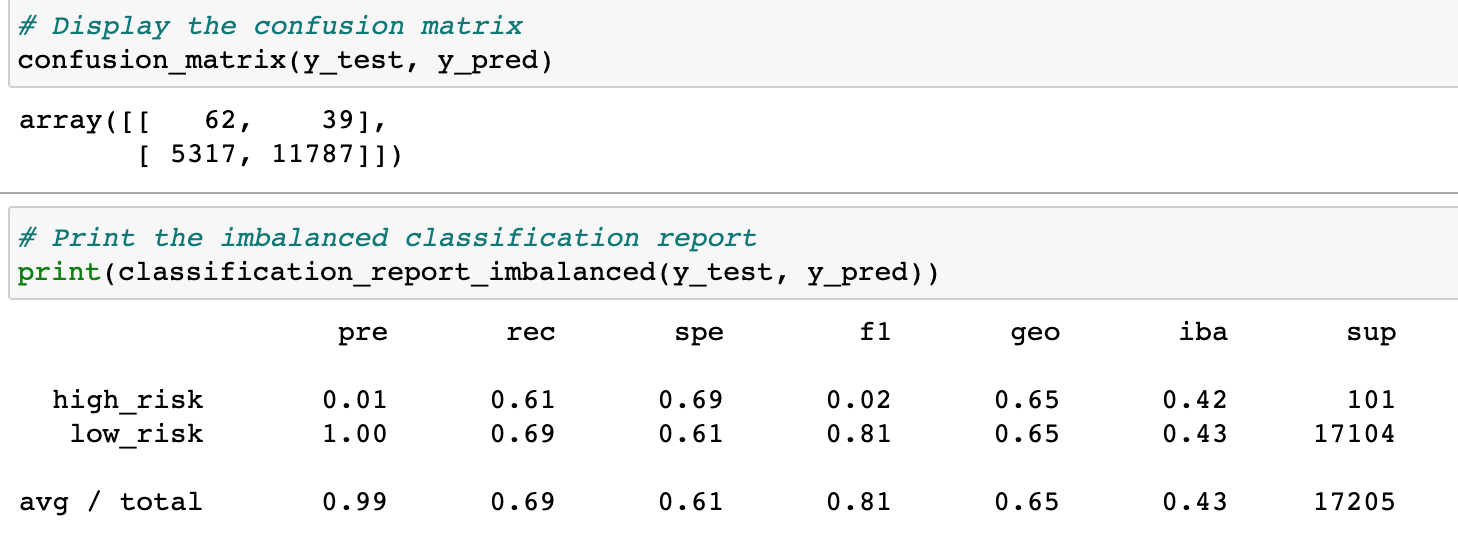 # Display the confusion matrix
confusion_matrix(y_test, y_pred)
array([[   62,    39],
       [ 5317, 11787]])
# Print the imbalanced classification report
print(classification_report_imbalanced(y_test, y_pred))
                   pre       rec       spe        f1       geo       iba       sup
  high_risk       0.01      0.61      0.69      0.02      0.65      0.42       101
   low_risk       1.00      0.69      0.61      0.81      0.65      0.43     17104
avg / total       0.99      0.69      0.61      0.81      0.65      0.43     17205